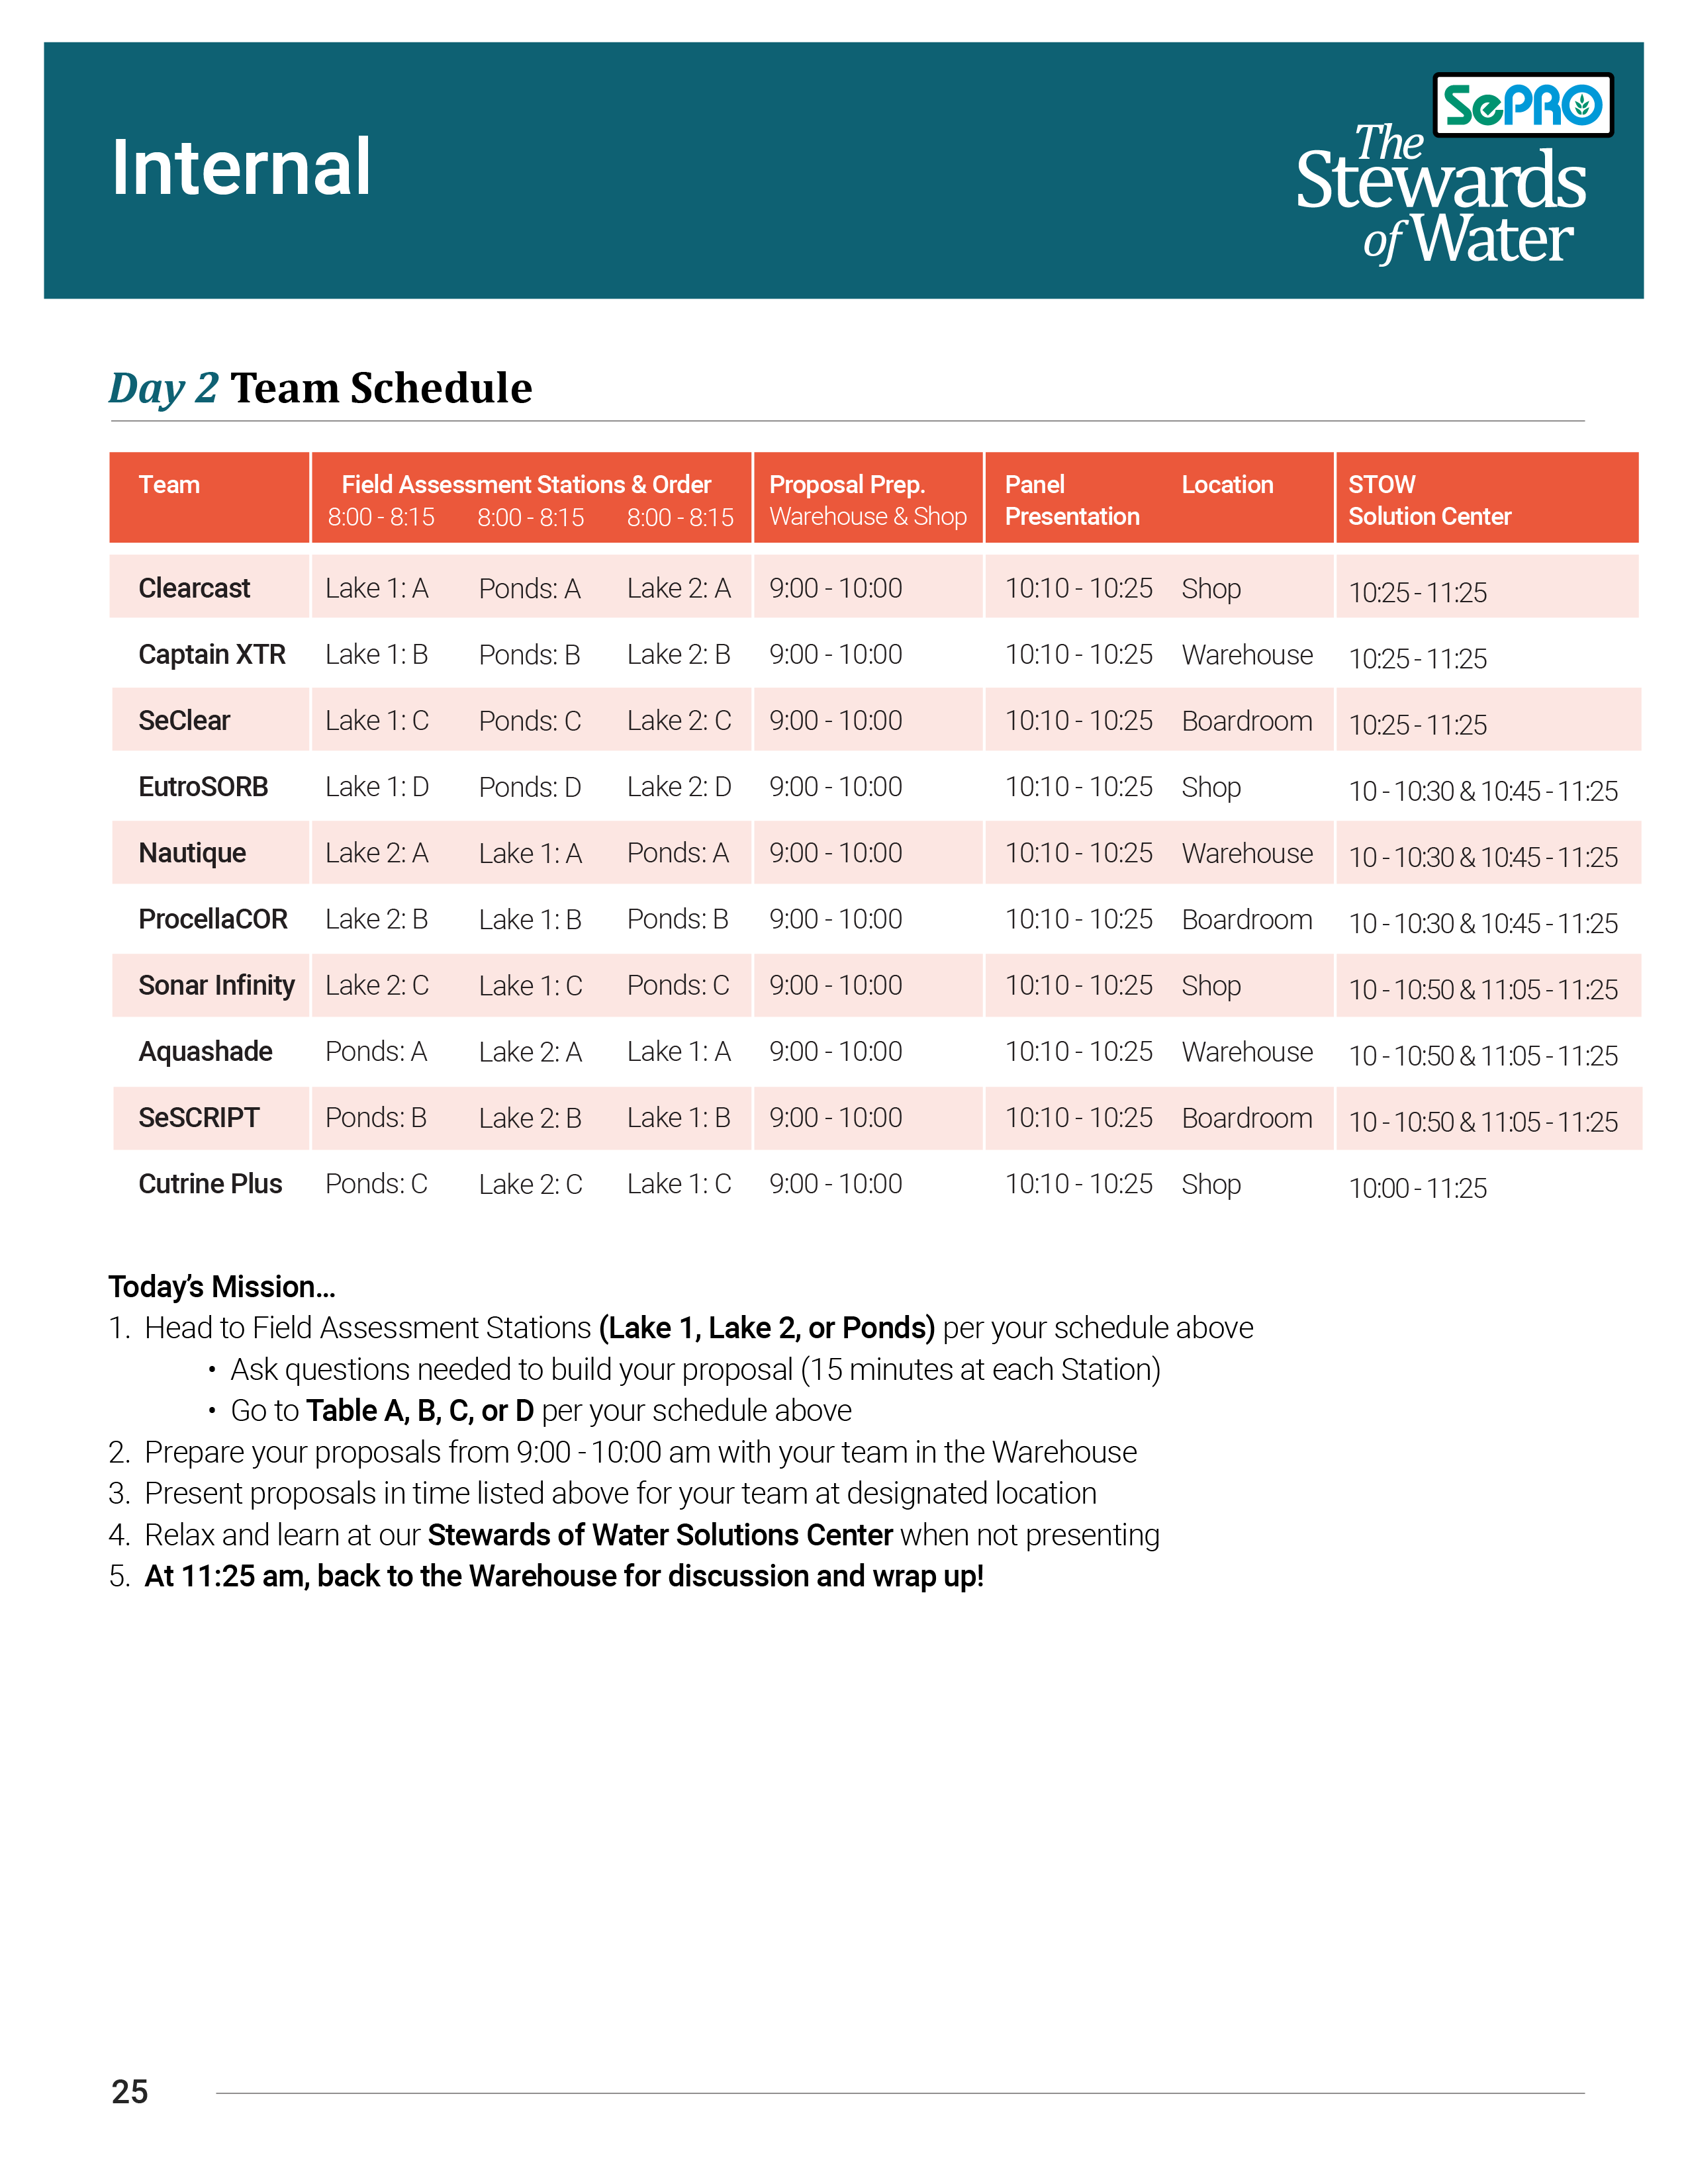 Internal
SePRO
The
Stewards
of Water
Day 2 Team Schedule
Team Field Assessment Stations & Order Proposal Prep. Panel Location STOW
8:00 - 8:15 8:00 - 8:15 8:00 - 8:15 Warehouse & Shop Presentation Solution Center
Clearcast Lake 1: A Ponds: A Lake 2: A 9:00 - 10:00 10:10 - 10:25 Shop 10:25 - 11:25
Captain XTR Lake 1: B Ponds: B Lake 2: B 9:00 - 10:00 10:10 - 10:25 Warehouse 10:25 - 11:25
SeClear Lake 1: C Ponds: C Lake 2: C 9:00 - 10:00 10:10 - 10:25 Boardroom 10:25 - 11:25
EutroSORB Lake 1: D Ponds: D Lake 2: D 9:00 - 10:00 10:10 - 10:25 Shop 10 - 10:30 & 10:45 - 11:25
Nautique Lake 2: A Lake 1: A Ponds: A 9:00 - 10:00 10:10 - 10:25 Warehouse 10 - 10:30 & 10:45 - 11:25
ProcellaCOR Lake 2: B Lake 1: B Ponds: B 9:00 - 10:00 10:10 - 10:25 Boardroom 10 - 10:30 & 10:45 - 11:25
Sonar Infinity Lake 2: C Lake 1: C Ponds: C 9:00 - 10:00 10:10 - 10:25 Shop 10 - 10:50 & 11:05 - 11:25
Aquashade Ponds: A Lake 2: A Lake 1: A 9:00 - 10:00 10:10 - 10:25 Warehouse 10 - 10:50 & 11:05 - 11:25
SeSCRIPT Ponds: B Lake 2: B Lake 1: B 9:00 - 10:00 10:10 - 10:25 Boardroom 10 - 10:50 & 11:05 - 11:25
Cutrine Plus Ponds: C Lake 2: C Lake 1: C 9:00 - 10:00 10:10 - 10:25 Shop 10:00 - 11:25
Today’s Mission...
1. Head to Field Assessment Stations (Lake 1, Lake 2, or Ponds) per your schedule above
• Ask questions needed to build your proposal (15 minutes at each Station)
• Go to Table A, B, C, or D per your schedule above
2. Prepare your proposals from 9:00 - 10:00 am with your team in the Warehouse
3. Present proposals in time listed above for your team at designated location
4. Relax and learn at our Stewards of Water Solutions Center when not presenting
5. At 11:25 am, back to the Warehouse for discussion and wrap up!
25